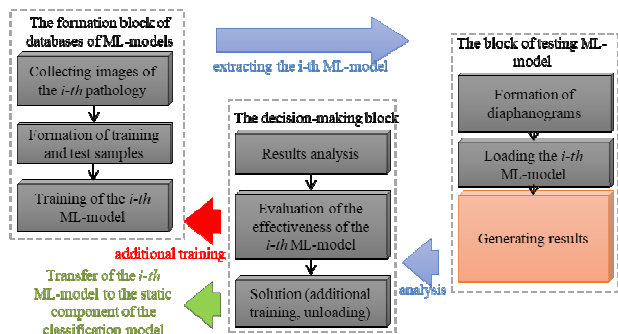 The formation block of
databases of ML-models
Collecting images of
the i-th pathology
Formation of training
and test samples
Training of the i-th
ML-model
extracting the i-th ML-model
The decision-making block
Results analysis
Evaluation of the
effectiveness of the
i-th ML-model
Solution (additional
training, unloading)
additional training
Transfer of the i-th
ML-model to the static
component of the
classification model
The block of testing ML-
model
Formation of
diaphanograms
Loading the i-th
ML-model
Generating results
analysis